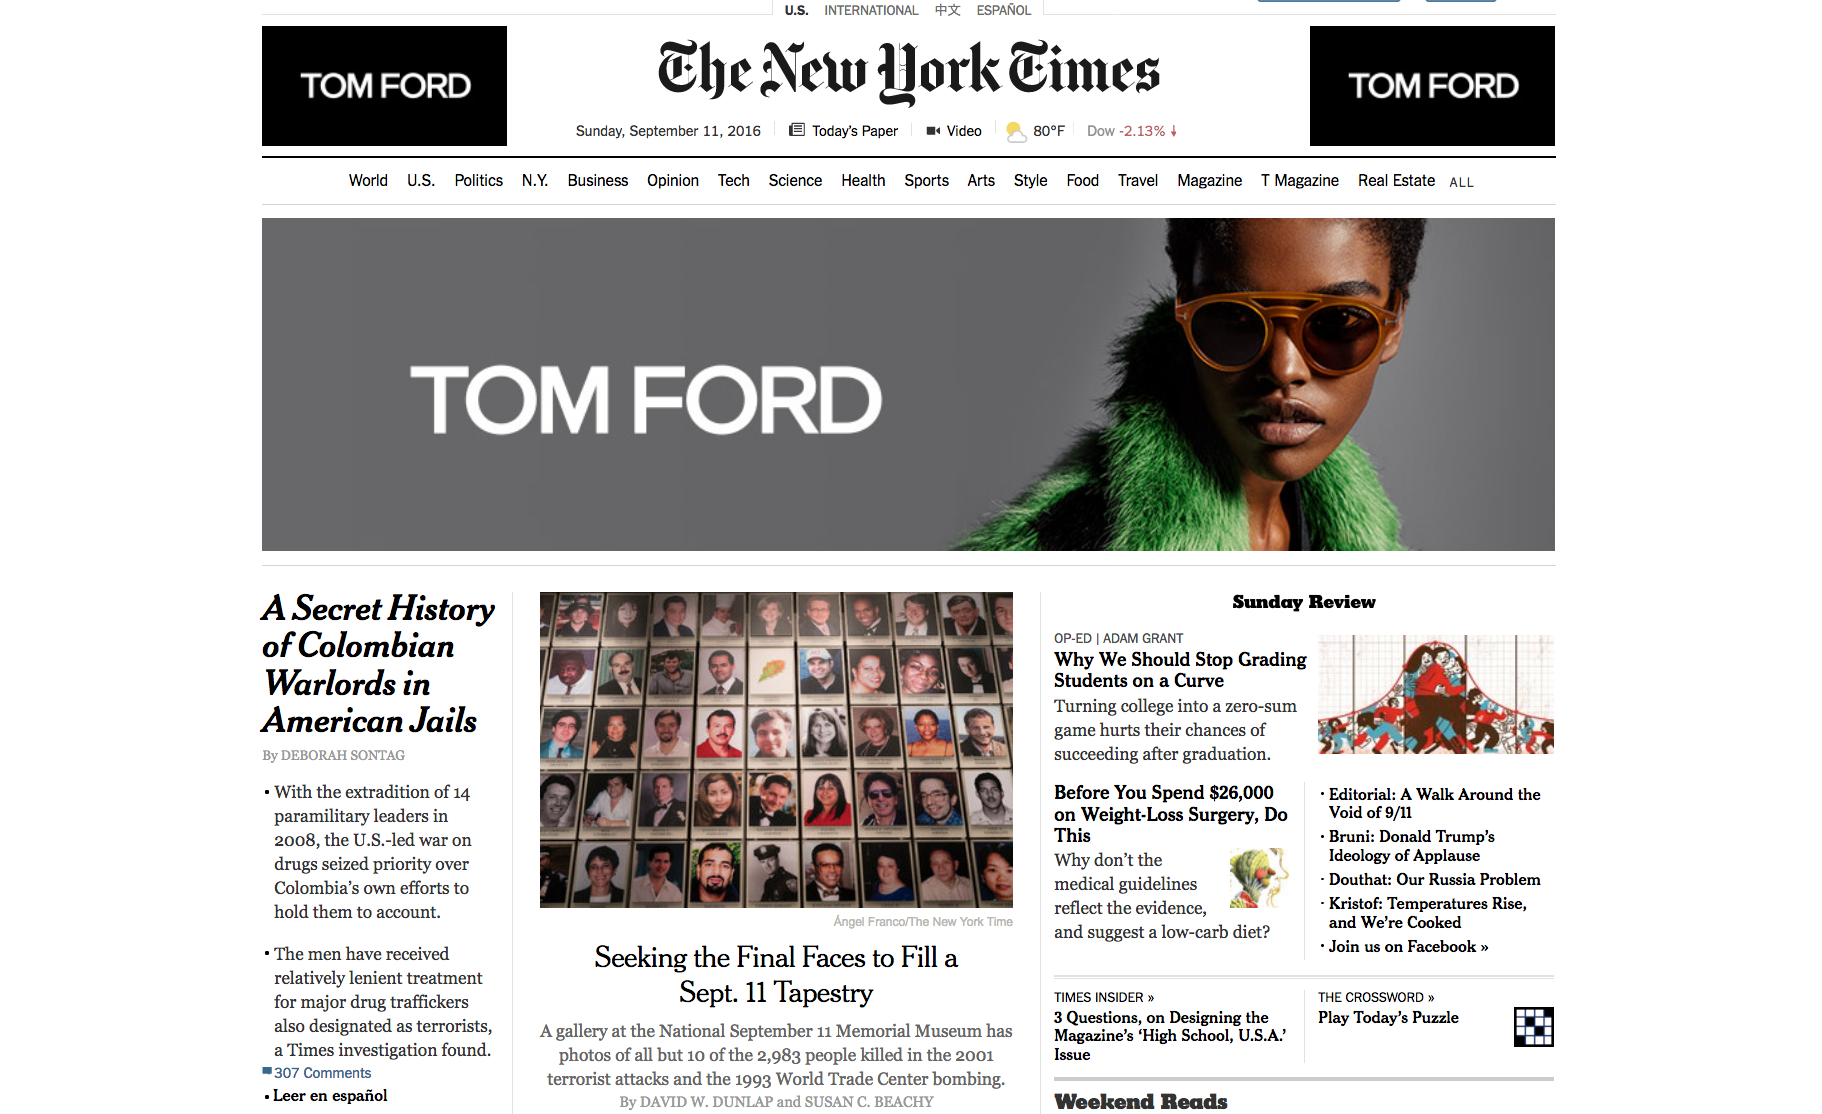 U.S. INTERNATIONAL 中文 ESPAÑOL
TOM FORD
The New York Times
TOM FORD
Sunday, September 11, 2016 Today's Paper Video 80°F Dow -2.13% ↓
World U.S. Politics N.Y. Business Opinion Tech Science Health Sports Arts Style Food Travel Magazine T Magazine Real Estate ALL
TOM FORD
A Secret History
of Colombian
Warlords in
American Jails
By DEBORAH SONTAG
• With the extradition of 14
paramilitary leaders in
2008, the U.S.-led war on
drugs seized priority over
Colombia's own efforts to
hold them to account.
• The men have received
relatively lenient treatment
for major drug traffickers
also designated as terrorists,
a Times investigation found.
307 Comments
• Leer en español
Ángel Franco/The New York Time
Seeking the Final Faces to Fill a
Sept. 11 Tapestry
A gallery at the National September 11 Memorial Museum has
photos of all but 10 of the 2,983 people killed in the 2001
terrorist attacks and the 1993 World Trade Center bombing.
By DAVID W. DUNLAP and SUSAN C. BEACHY
Sunday Review
OP-ED | ADAM GRANT
Why We Should Stop Grading
Students on a Curve
Turning college into a zero-sum
game hurts their chances of
succeeding after graduation.
Before You Spend $26,000
on Weight-Loss Surgery, Do
This
Why don't the
medical guidelines
reflect the evidence,
and suggest a low-carb diet?
• Editorial: A Walk Around the
Void of 9/11
• Bruni: Donald Trump's
Ideology of Applause
• Douthat: Our Russia Problem
• Kristof: Temperatures Rise,
and We're Cooked
• Join us on Facebook »
TIMES INSIDER »
3 Questions, on Designing the
Magazine's 'High School, U.S.A.'
Issue
THE CROSSWORD »
Play Today's Puzzle
Weekend Reads